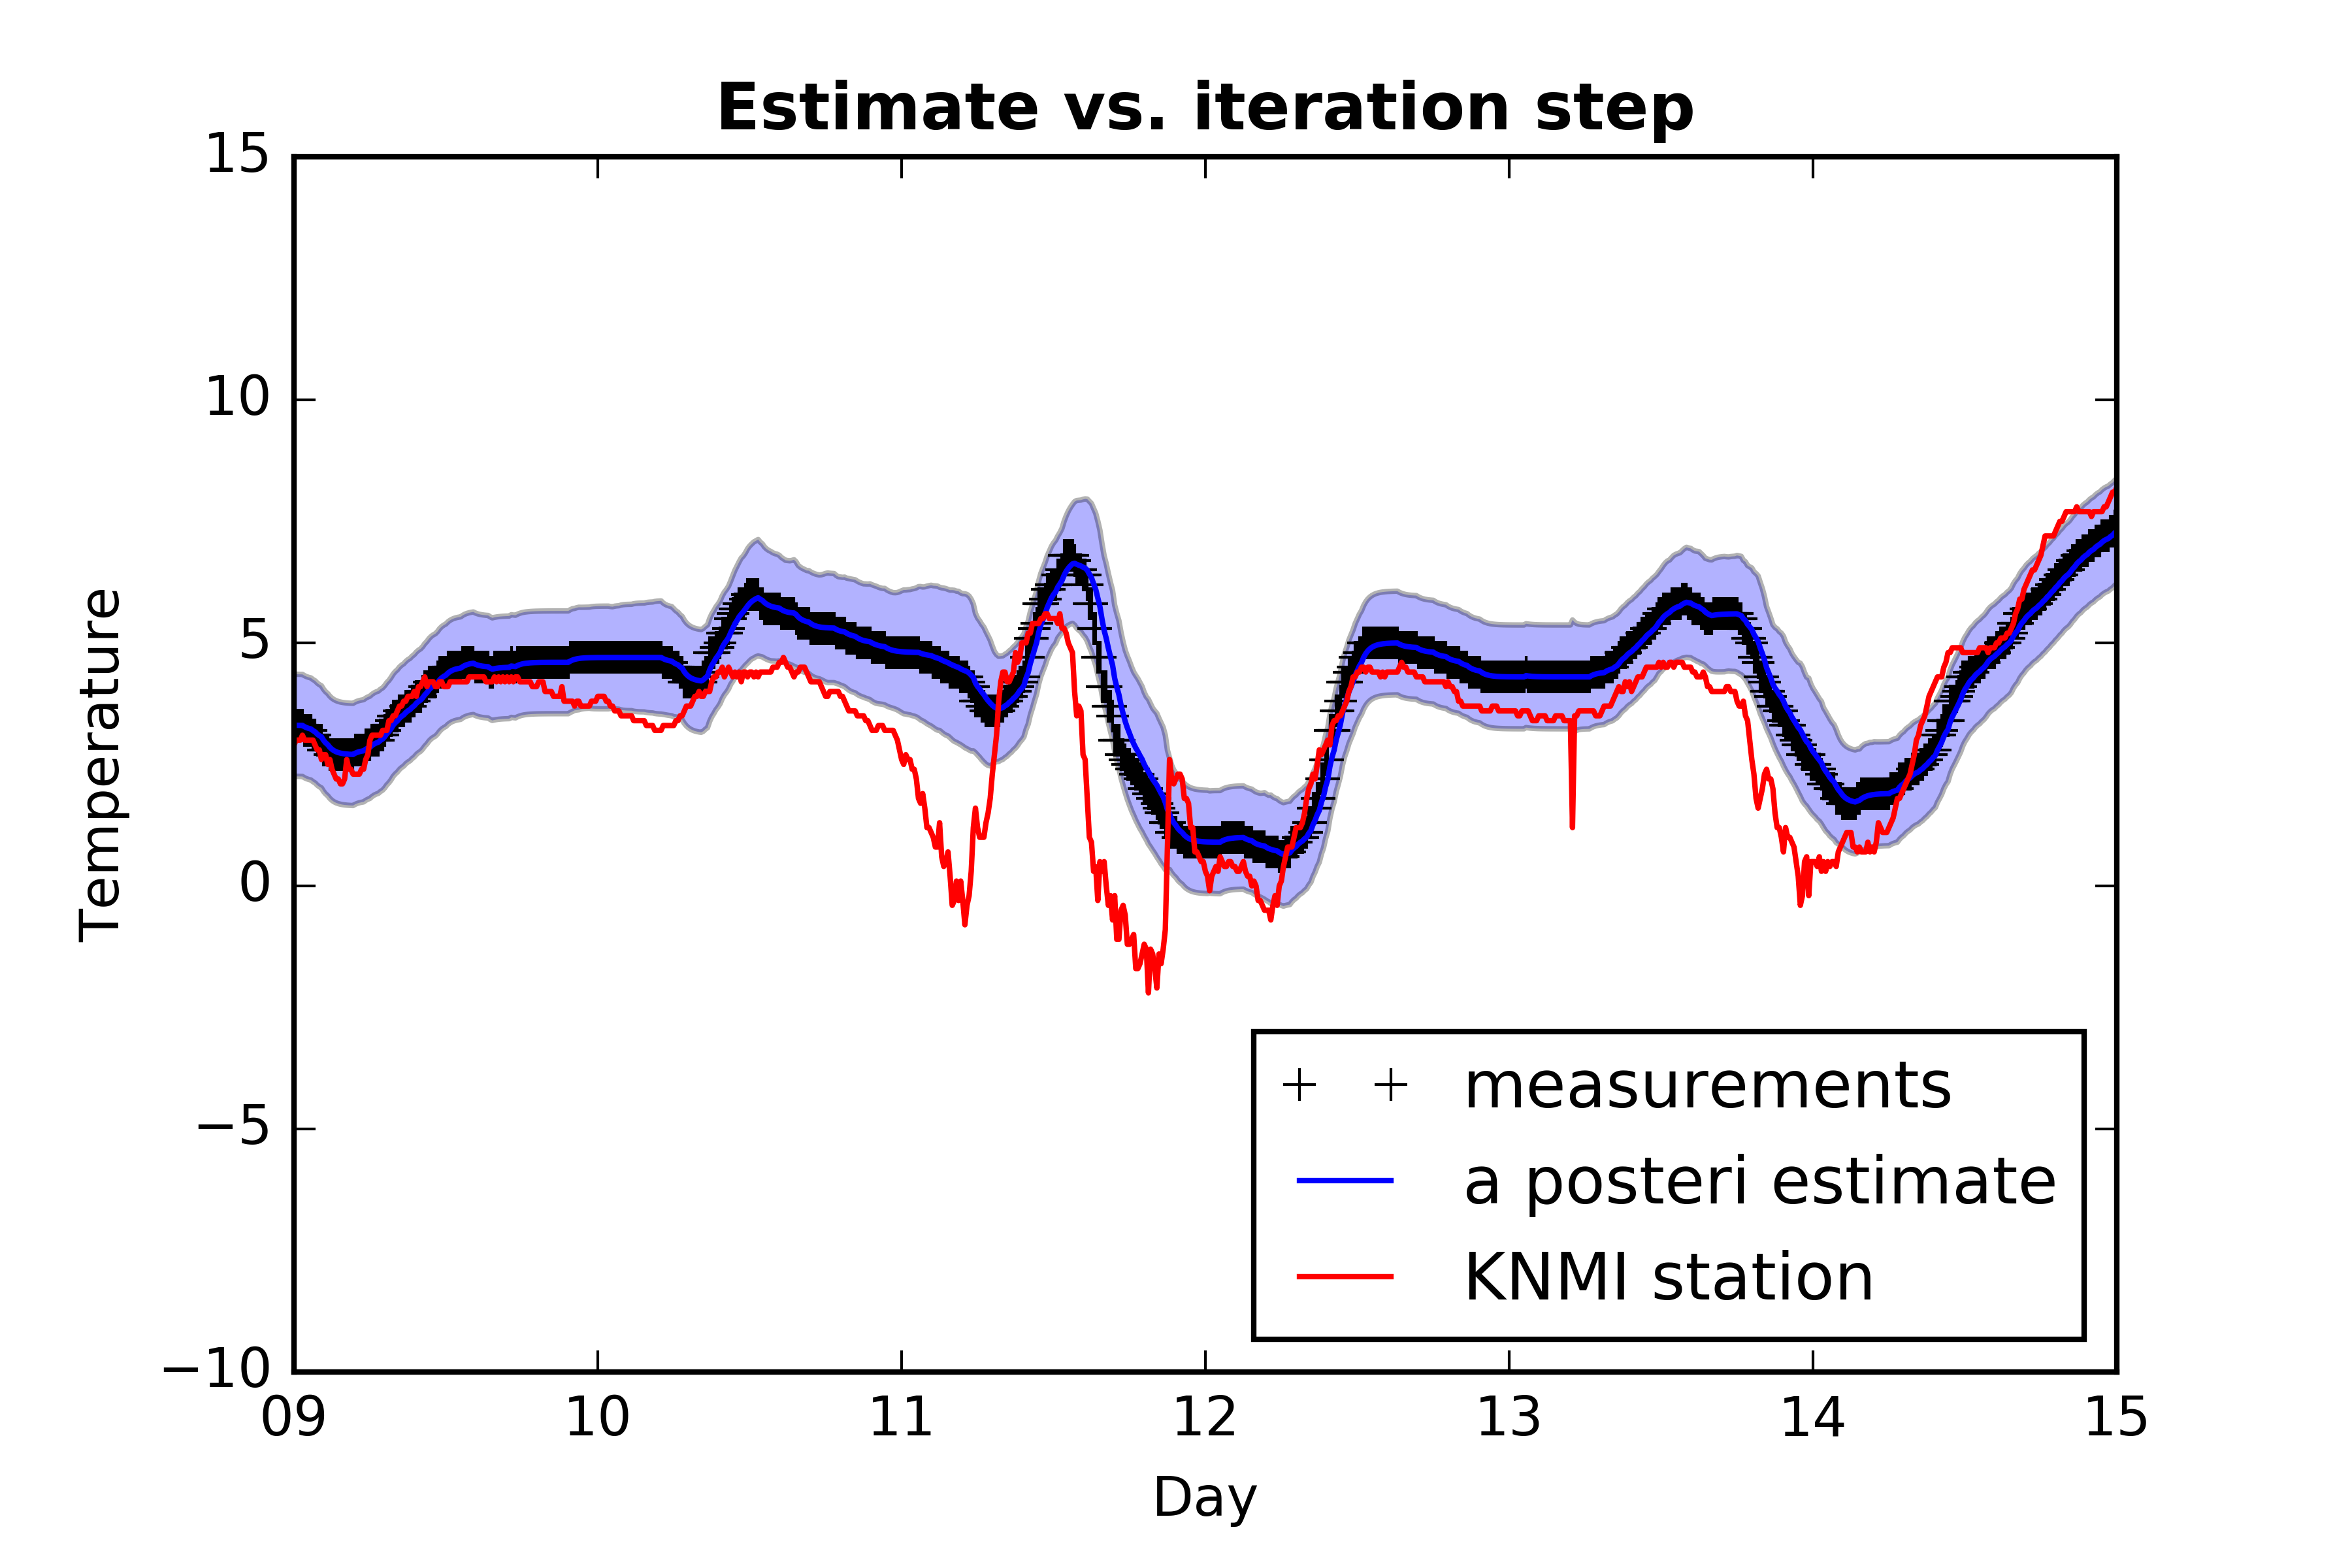 Estimate vs. iteration step
15
10
5
0
−5
−10
Temperature
measurements
a posteri estimate
KNMI station
09 10 11 12 13 14 15
Day